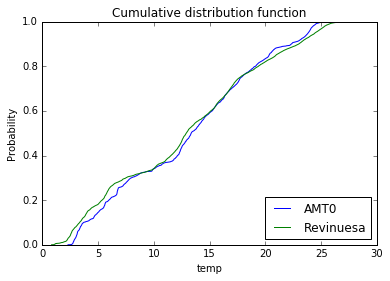 Cumulative distribution function
1.0
0.8
0.6
0.4
0.2
0.0
Probability
AMT0
Revinuesa
0 5 10 15 20 25 30
temp